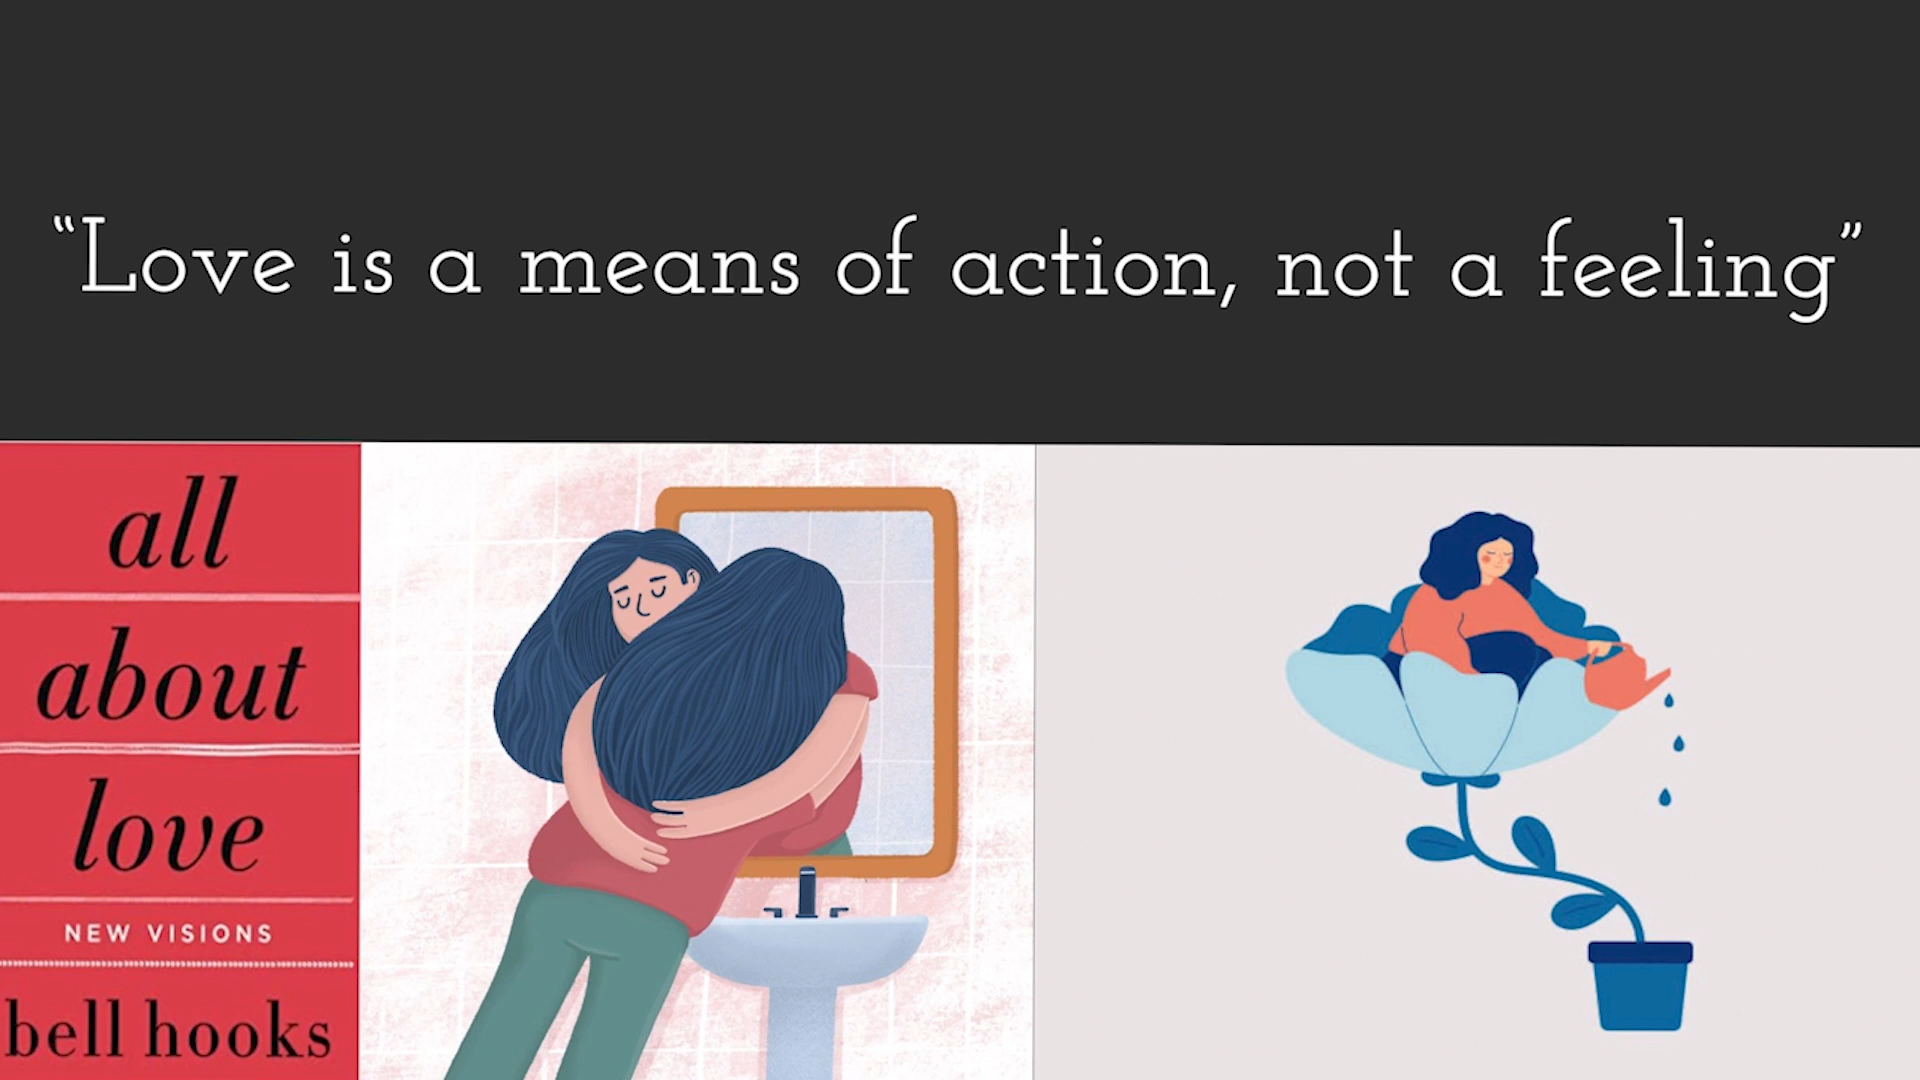 “Love is a means of action, not a feeling”
all
about
love
NEW VISIONS
bell hooks